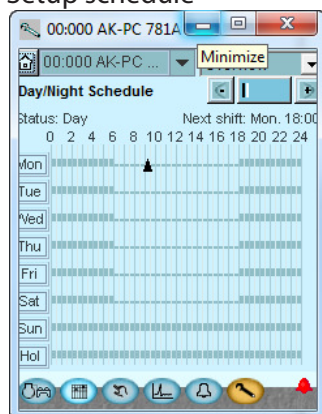 Setup schedule
00:000 AK-PC 781A
Minimize
00:000 AK-PC ...
Day/Night Schedule
Status: Day Next shift: Mon. 18:00
0 2 4 6 8 10 12 14 16 18 20 22 24
Mon
Tue
Wed
Thu
Fri
Sat
Sun
Hol